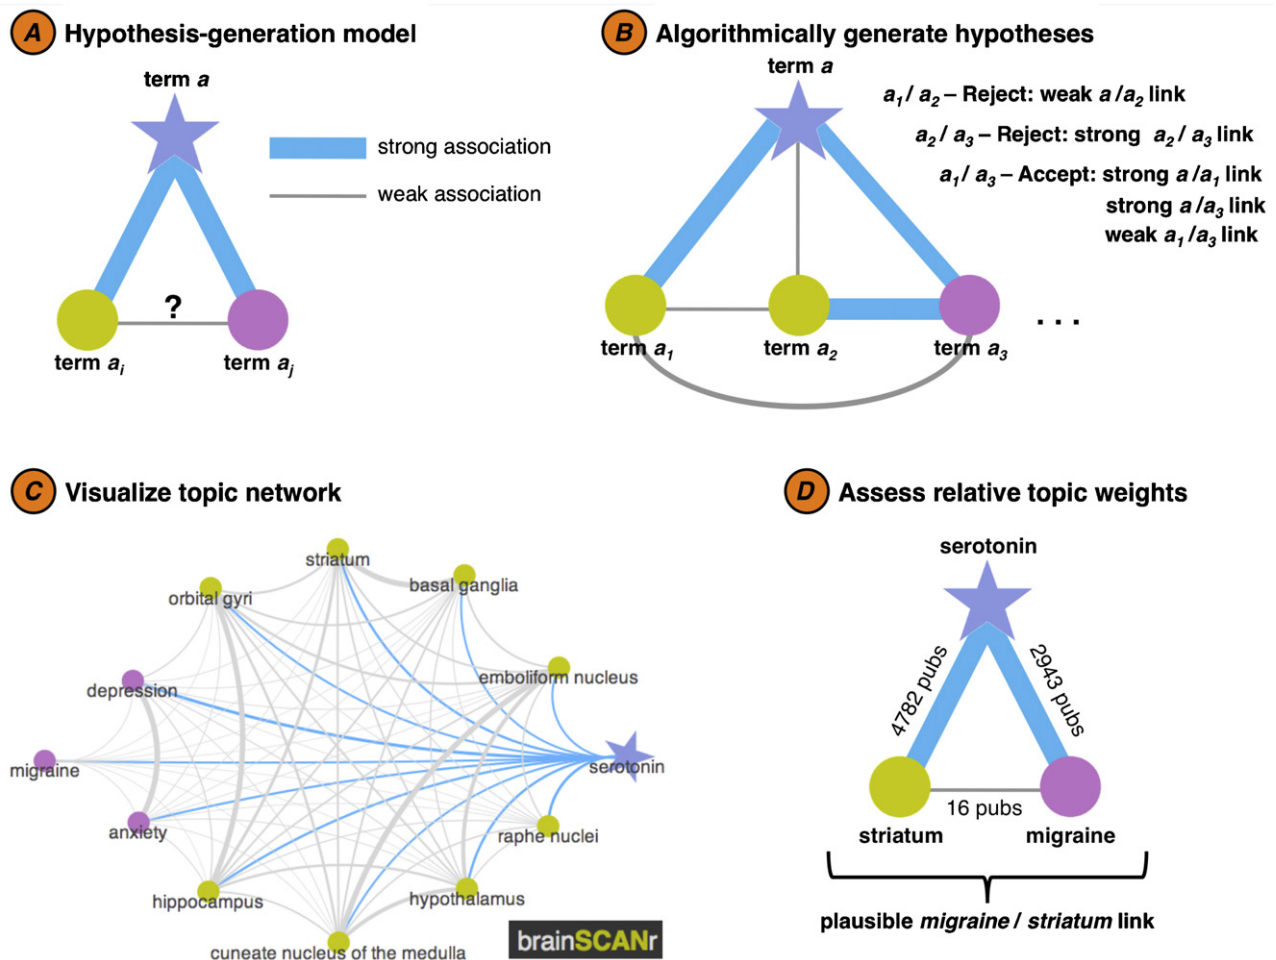 A Hypothesis-generation model
term a
strong association
weak association
?
term aᵢ
term aⱼ
B Algorithmically generate hypotheses
term a
a₁ / a₂ – Reject: weak a / a₂ link
a₂ / a₃ – Reject: strong a₂ / a₃ link
a₁ / a₃ – Accept: strong a / a₁ link
strong a / a₃ link
weak a₁ / a₃ link
term a₁
term a₂
term a₃
. . .
C Visualize topic network
striatum
basal ganglia
orbital gyri
emboliform nucleus
depression
serotonin
migraine
anxiety
raphe nuclei
hippocampus
hypothalamus
cuneate nucleus of the medulla
brainSCANr
D Assess relative topic weights
serotonin
4782 pubs
2943 pubs
16 pubs
striatum
migraine
plausible migraine / striatum link